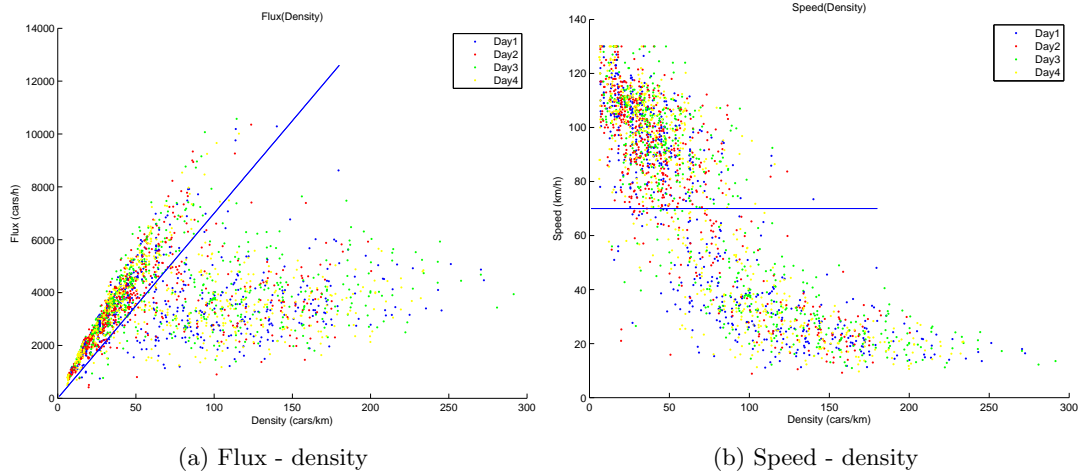 Flux(Density)
14000
12000
10000
8000
6000
4000
2000
0
Flux (cars/h)
0 50 100 150 200 250 300
Density (cars/km)
Day1
Day2
Day3
Day4
(a) Flux - density
Speed(Density)
140
120
100
80
60
40
20
0
Speed (km/h)
0 50 100 150 200 250 300
Density (cars/km)
Day1
Day2
Day3
Day4
(b) Speed - density